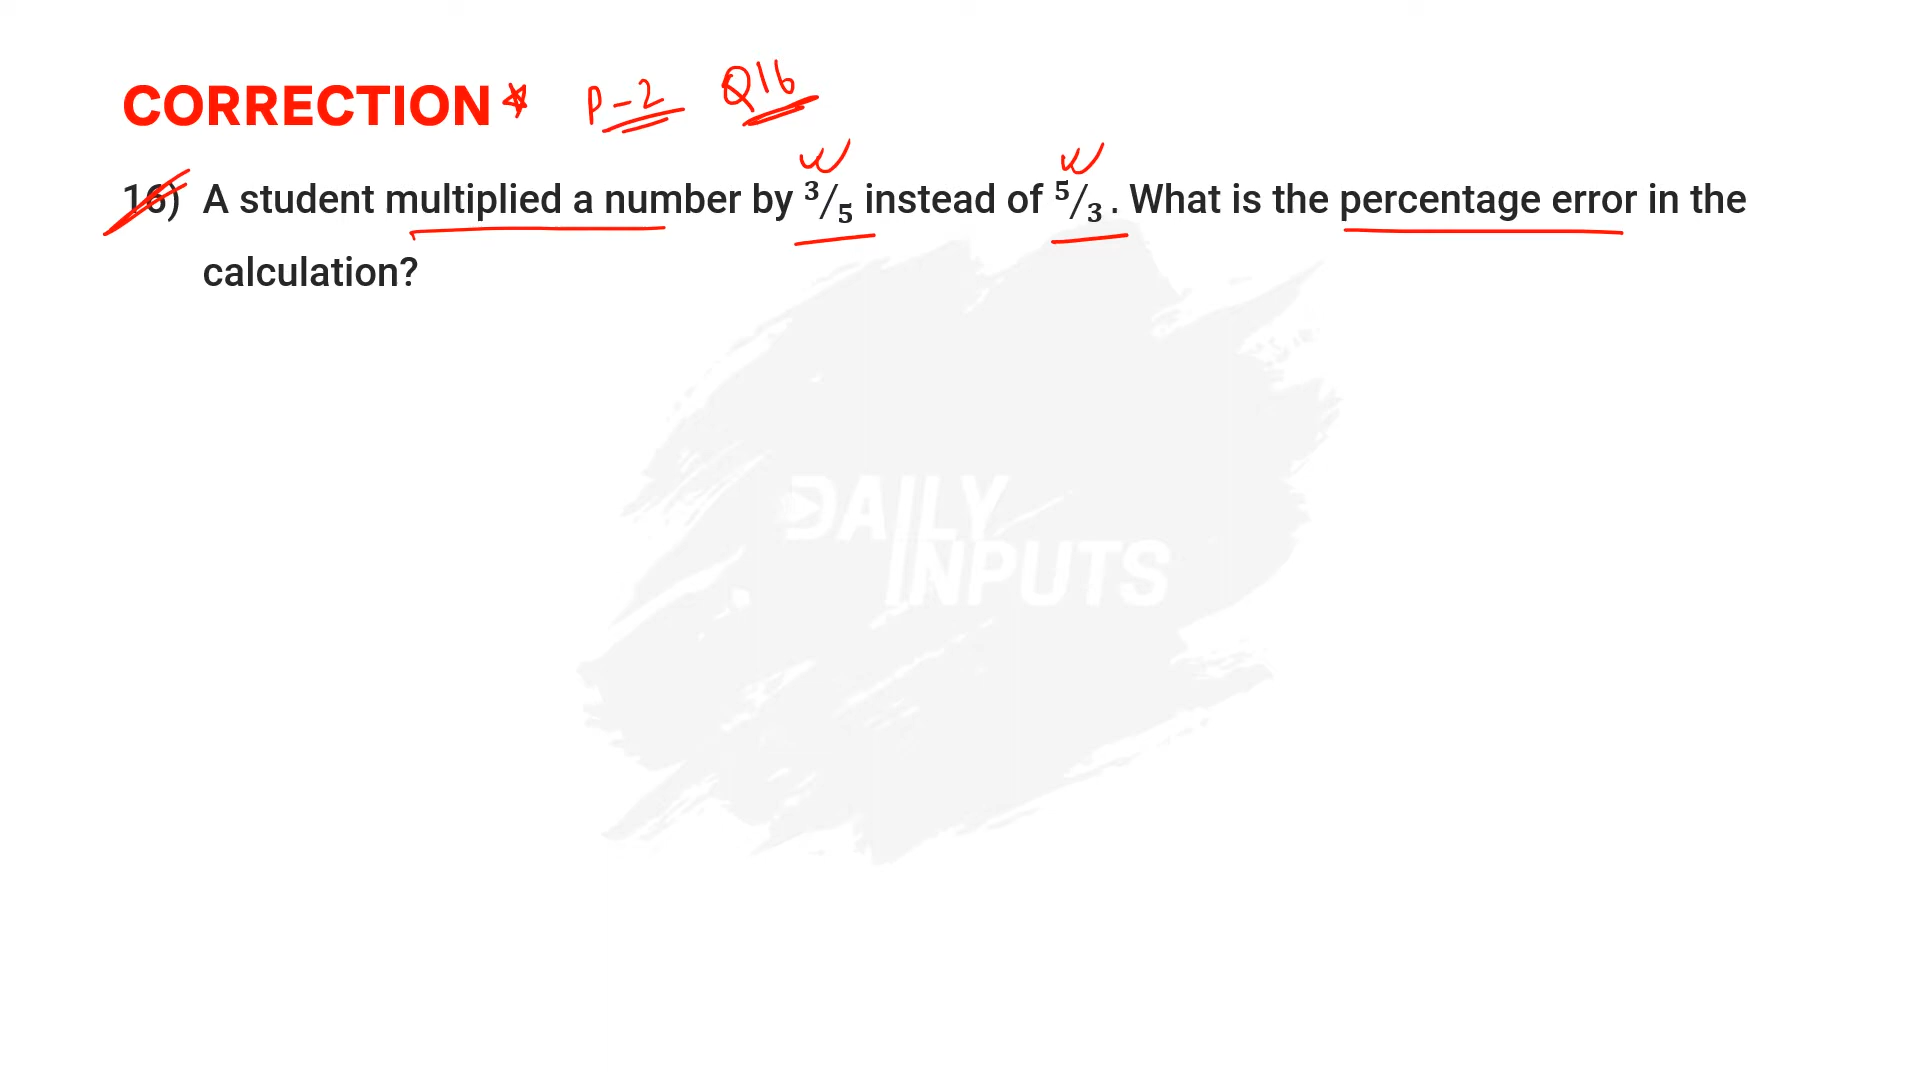 CORRECTION* P-2 Q16
16) A student multiplied a number by 3/5 instead of 5/3. What is the percentage error in the
calculation?
DAILY
INPUTS